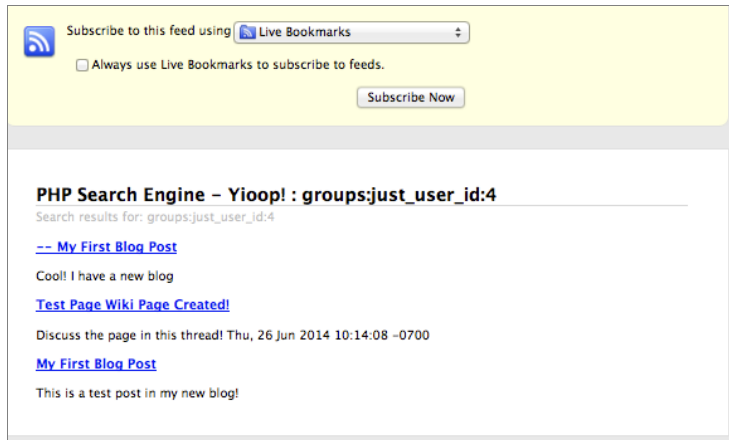 Subscribe to this feed using Live Bookmarks
Always use Live Bookmarks to subscribe to feeds.
Subscribe Now
PHP Search Engine - Yioop! : groups:just_user_id:4
Search results for: groups:just_user_id:4
-- My First Blog Post
Cool! I have a new blog
Test Page Wiki Page Created!
Discuss the page in this thread! Thu, 26 Jun 2014 10:14:08 -0700
My First Blog Post
This is a test post in my new blog!